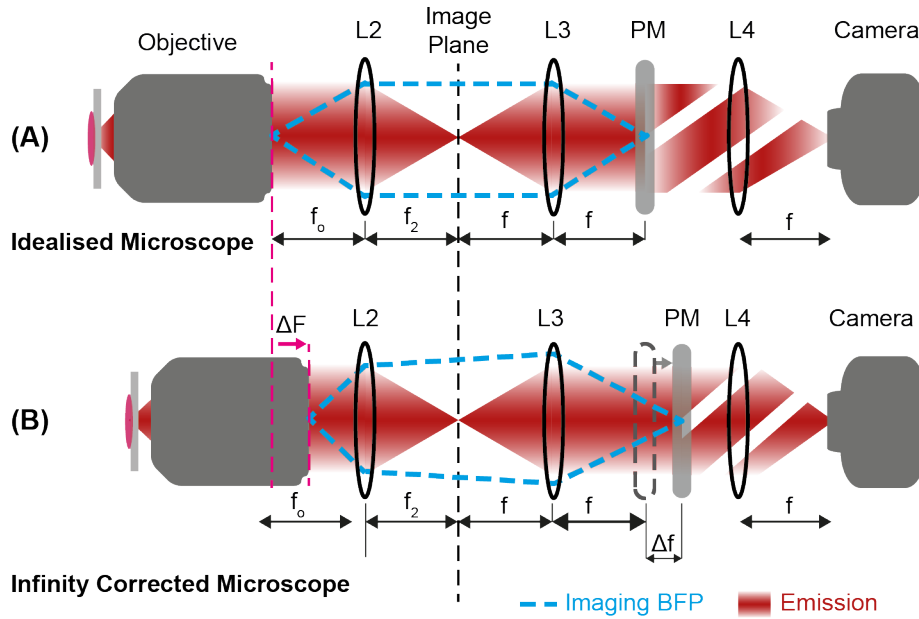 Objective L2 Image Plane L3 PM L4 Camera
(A)
fₒ f₂ f f f
Idealised Microscope
ΔF L2 L3 PM L4 Camera
(B)
fₒ f₂ f f f
Δf
Infinity Corrected Microscope
Imaging BFP Emission